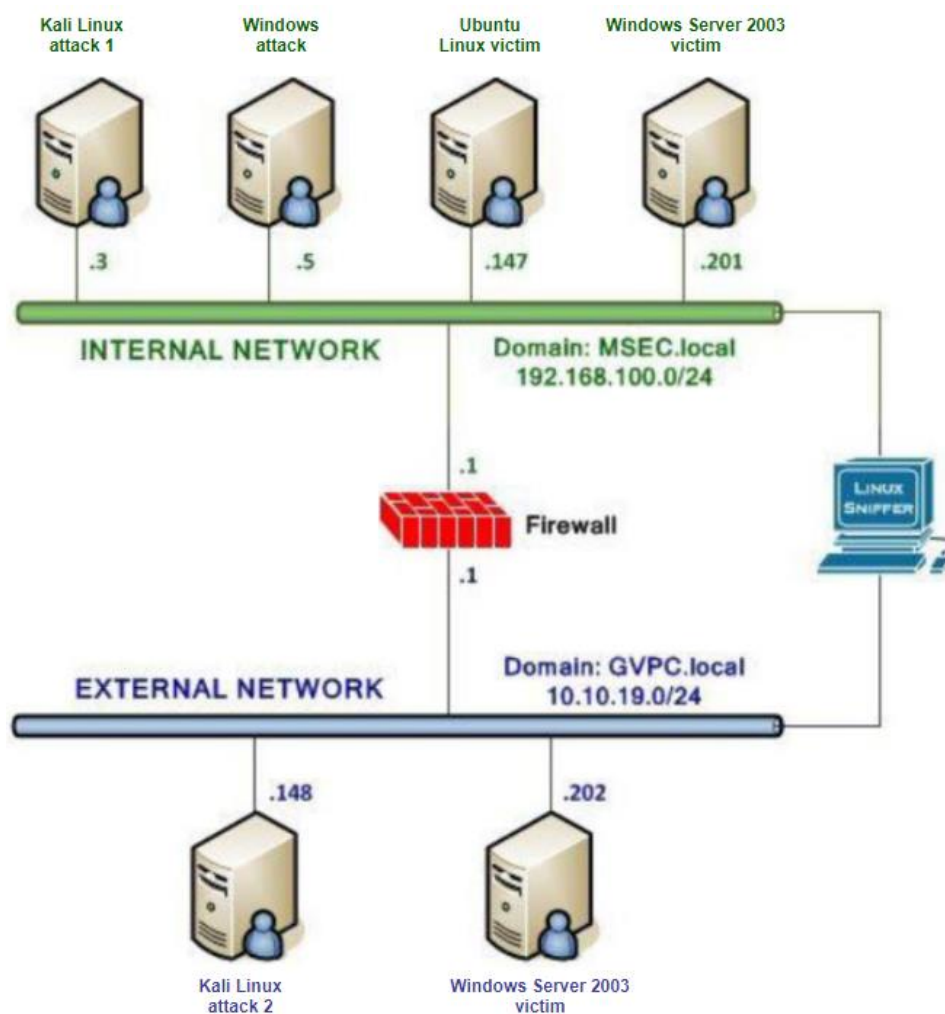 Kali Linux
attack 1
Windows
attack
Ubuntu
Linux victim
Windows Server 2003
victim
.3
.5
.147
.201
INTERNAL NETWORK
Domain: MSEC.local
192.168.100.0/24
.1
Firewall
.1
LINUX
SNIFFER
EXTERNAL NETWORK
Domain: GVPC.local
10.10.19.0/24
.148
.202
Kali Linux
attack 2
Windows Server 2003
victim